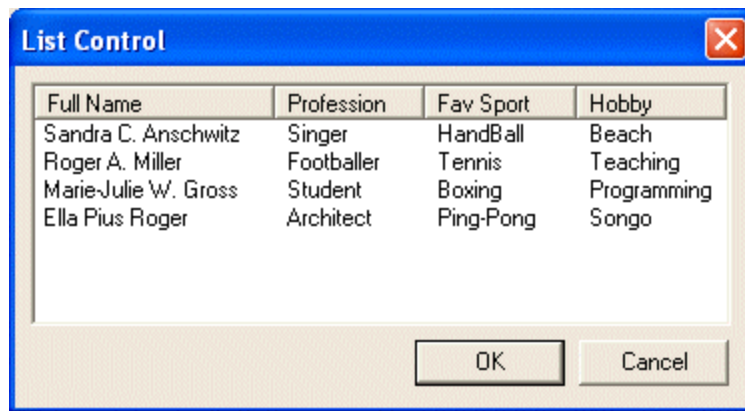 List Control
Full Name Profession Fav Sport Hobby
Sandra C. Anschwitz Singer HandBall Beach
Roger A. Miller Footballer Tennis Teaching
Marie-Julie W. Gross Student Boxing Programming
Ella Pius Roger Architect Ping-Pong Songo
OK Cancel